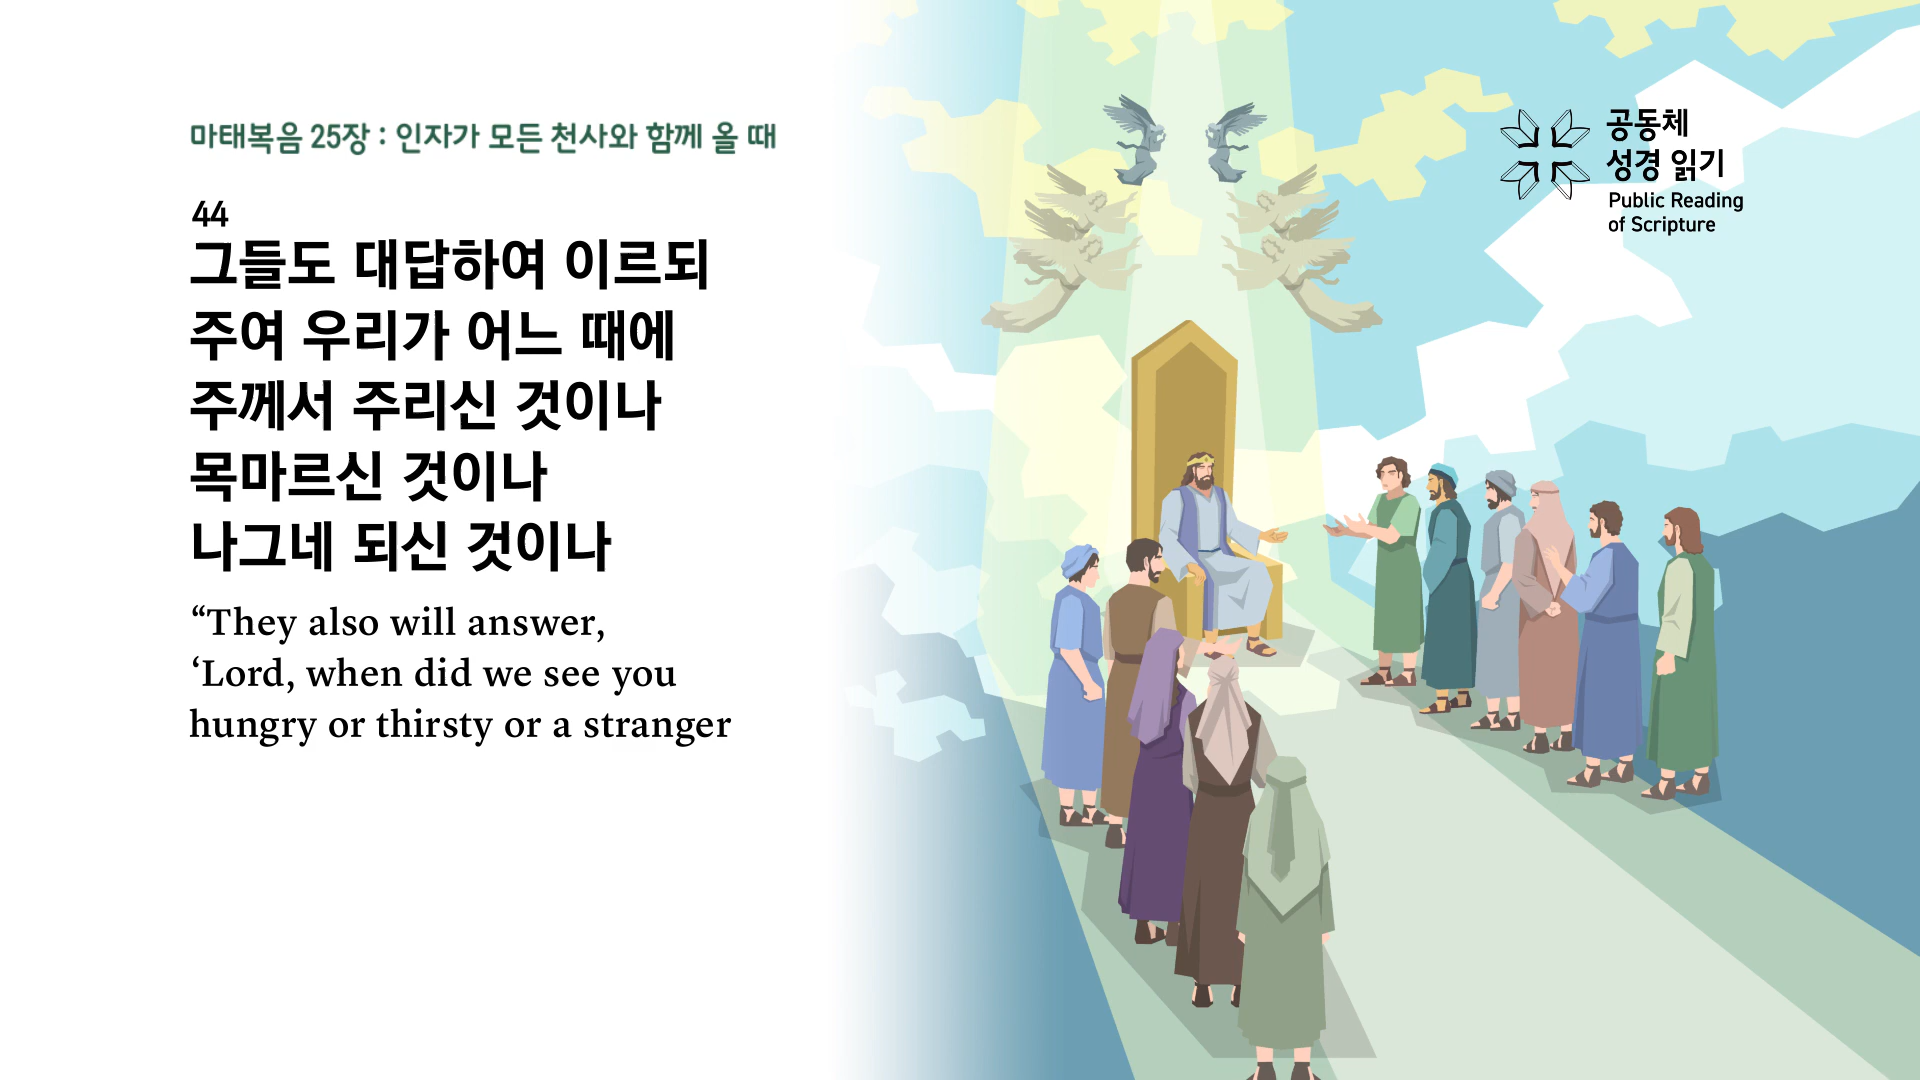 마태복음 25장 : 인자가 모든 천사와 함께 올 때
44
그들도 대답하여 이르되
주여 우리가 어느 때에
주께서 주리신 것이나
목마르신 것이나
나그네 되신 것이나
“They also will answer,
‘Lord, when did we see you
hungry or thirsty or a stranger
공동체
성경 읽기
Public Reading
of Scripture